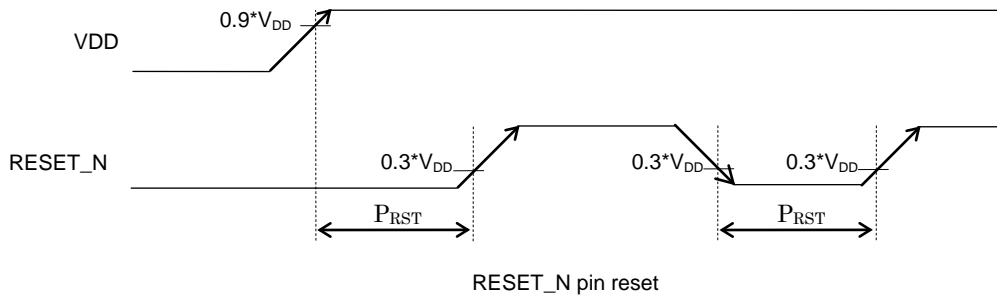 0.9*VDD
VDD
RESET_N
0.3*VDD
0.3*VDD
0.3*VDD
PRST
PRST
RESET_N pin reset